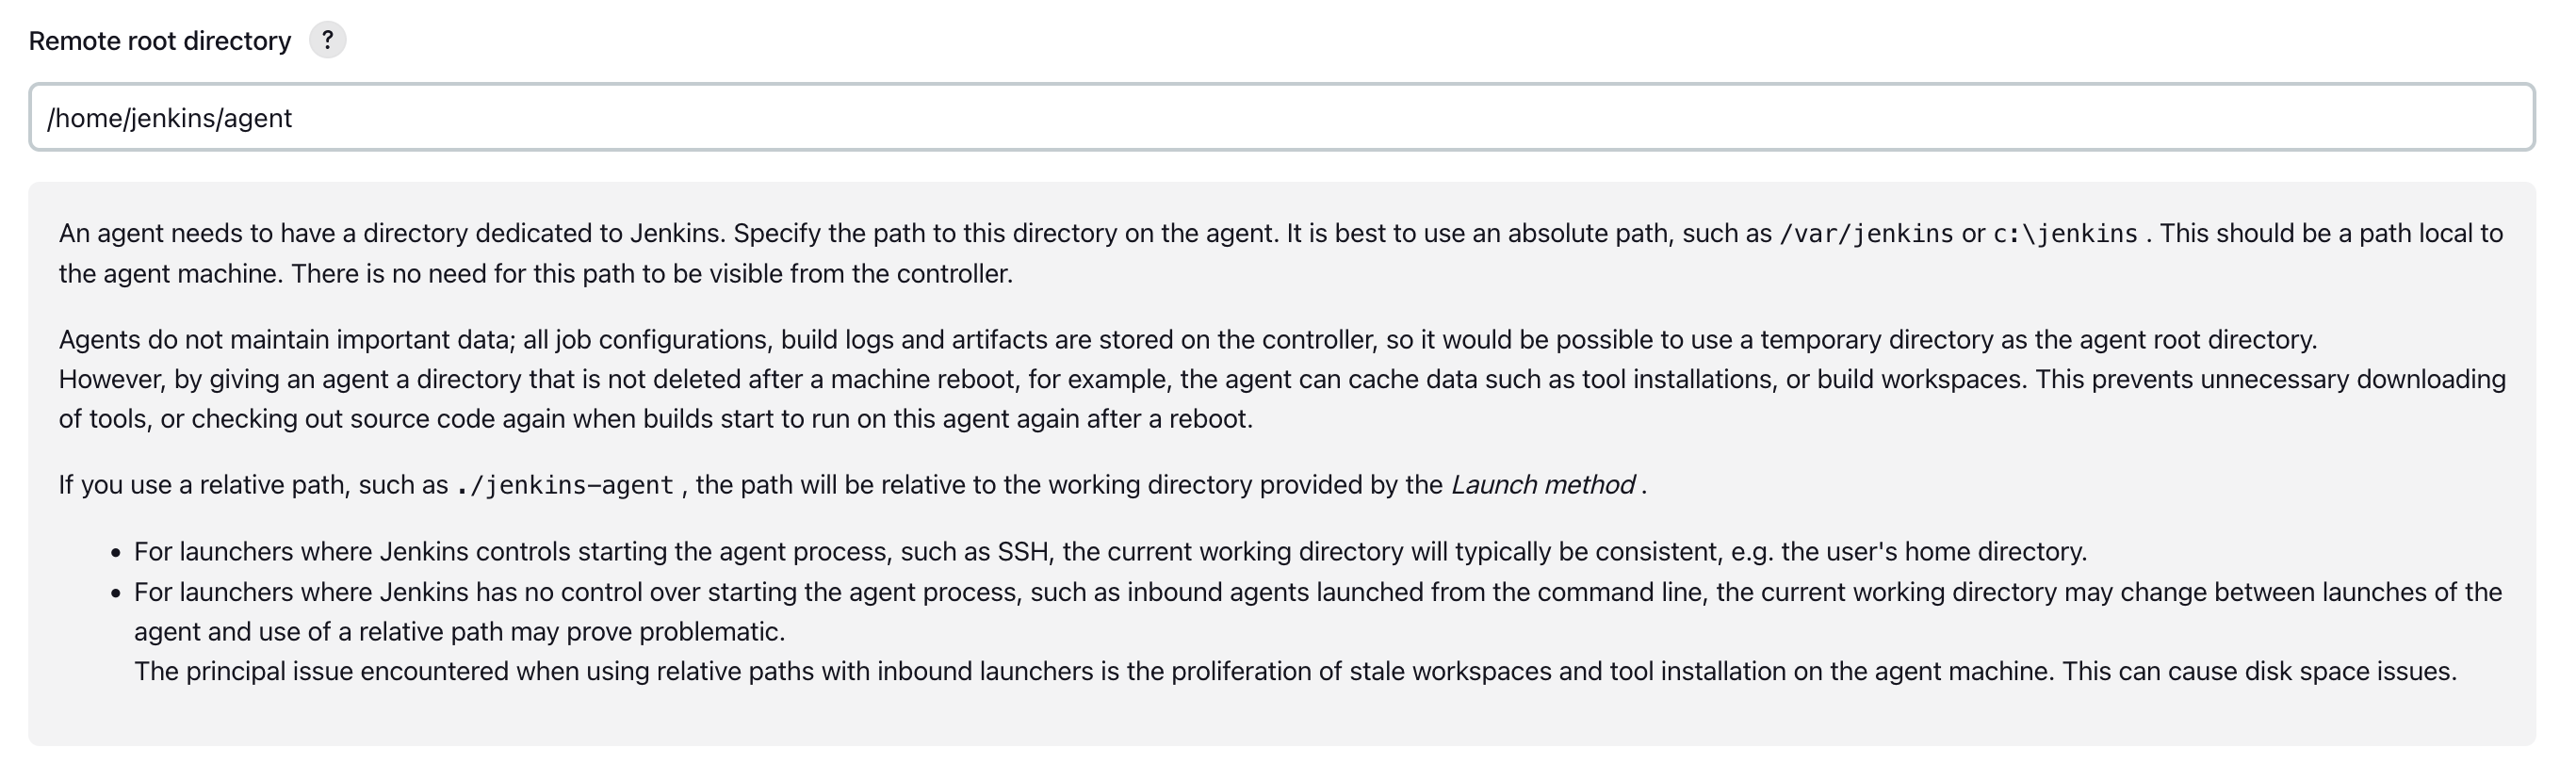 Remote root directory ?
/home/jenkins/agent
An agent needs to have a directory dedicated to Jenkins. Specify the path to this directory on the agent. It is best to use an absolute path, such as /var/jenkins or c:\jenkins . This should be a path local to
the agent machine. There is no need for this path to be visible from the controller.
Agents do not maintain important data; all job configurations, build logs and artifacts are stored on the controller, so it would be possible to use a temporary directory as the agent root directory.
However, by giving an agent a directory that is not deleted after a machine reboot, for example, the agent can cache data such as tool installations, or build workspaces. This prevents unnecessary downloading
of tools, or checking out source code again when builds start to run on this agent again after a reboot.
If you use a relative path, such as ./jenkins-agent , the path will be relative to the working directory provided by the Launch method .
• For launchers where Jenkins controls starting the agent process, such as SSH, the current working directory will typically be consistent, e.g. the user's home directory.
• For launchers where Jenkins has no control over starting the agent process, such as inbound agents launched from the command line, the current working directory may change between launches of the
agent and use of a relative path may prove problematic.
The principal issue encountered when using relative paths with inbound launchers is the proliferation of stale workspaces and tool installation on the agent machine. This can cause disk space issues.